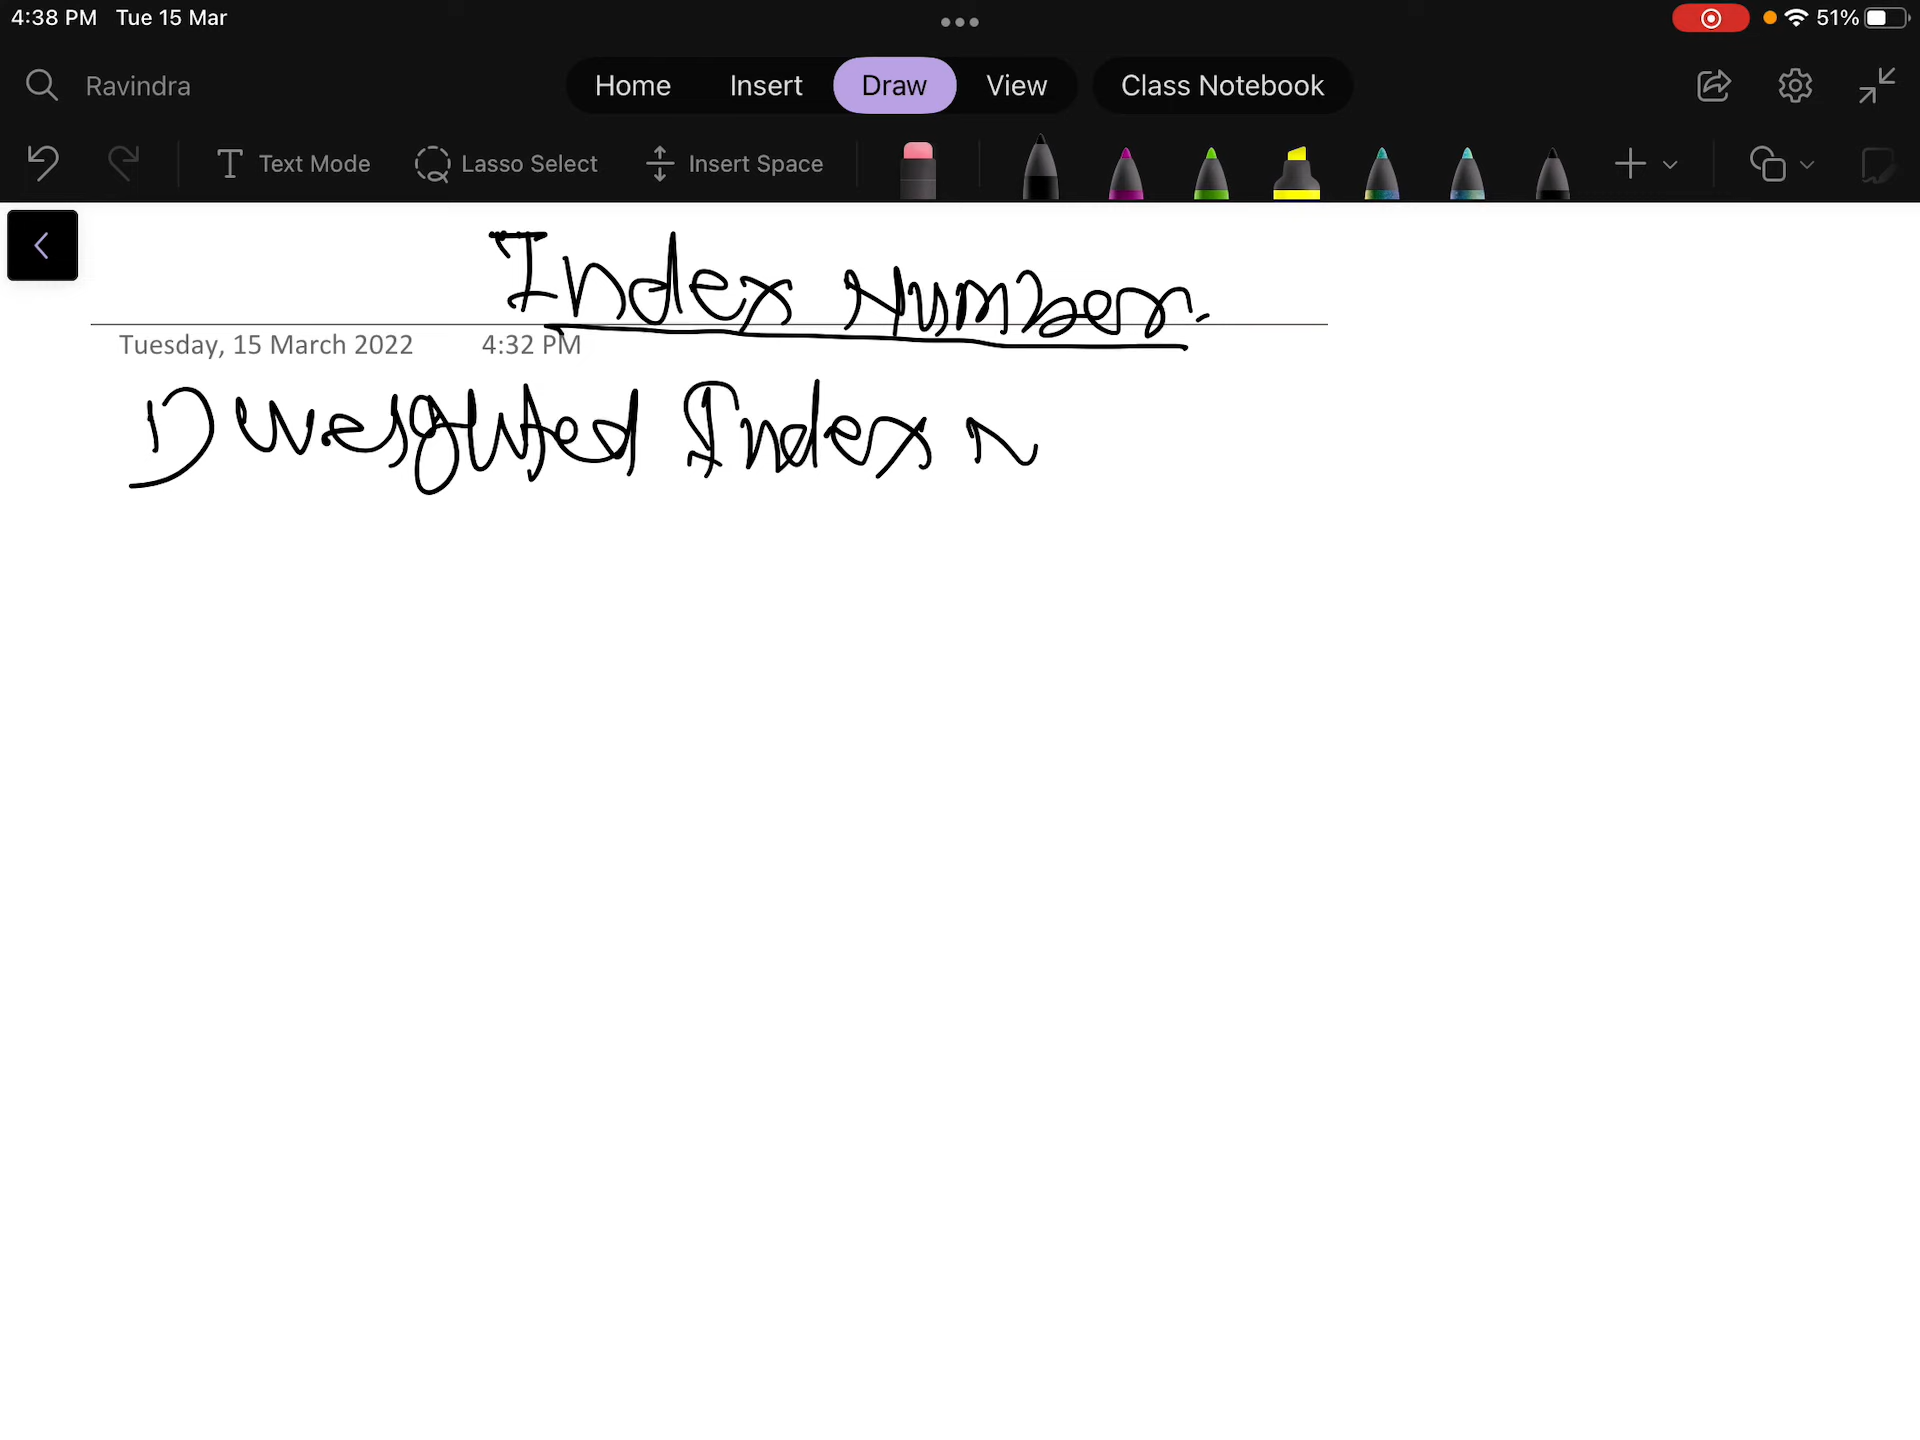 4:38 PM Tue 15 Mar 51%
Ravindra Home Insert Draw View Class Notebook
Text Mode Lasso Select Insert Space
Index Number.
Tuesday, 15 March 2022 4:32 PM
1) Weighted Index N